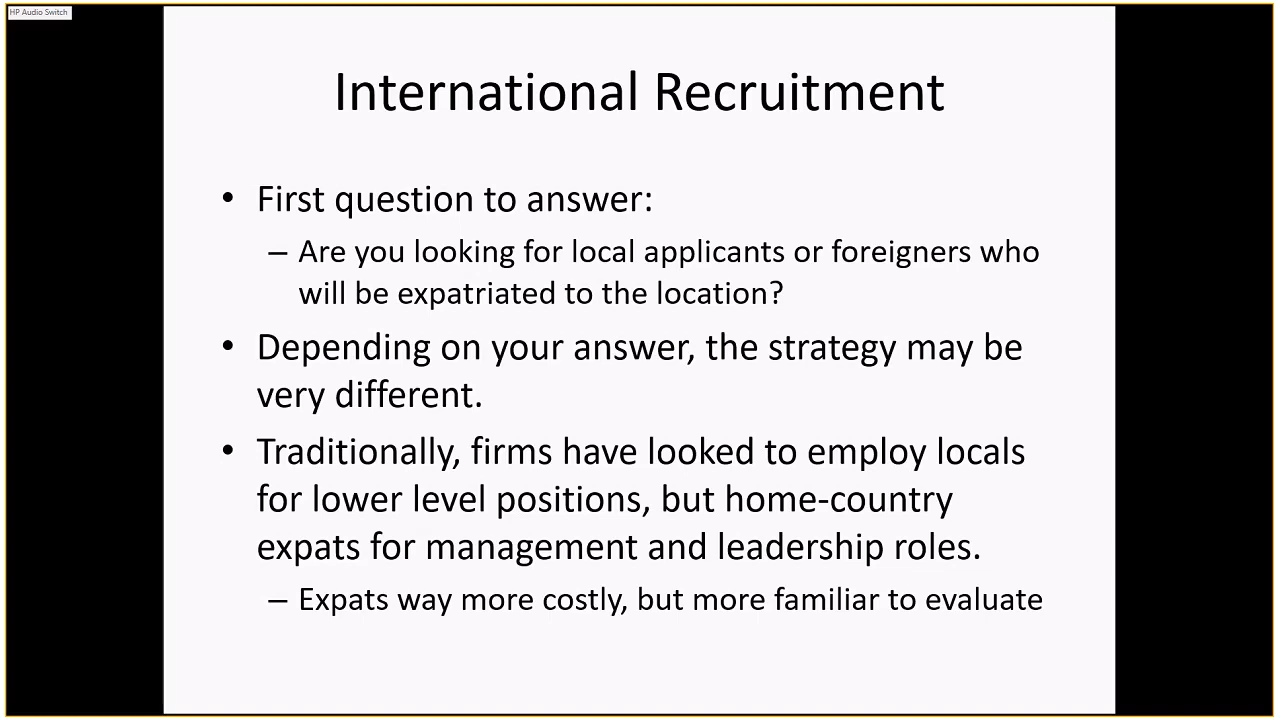 HP Audio Switch
International Recruitment
• First question to answer:
– Are you looking for local applicants or foreigners who
will be expatriated to the location?
• Depending on your answer, the strategy may be
very different.
• Traditionally, firms have looked to employ locals
for lower level positions, but home-country
expats for management and leadership roles.
– Expats way more costly, but more familiar to evaluate